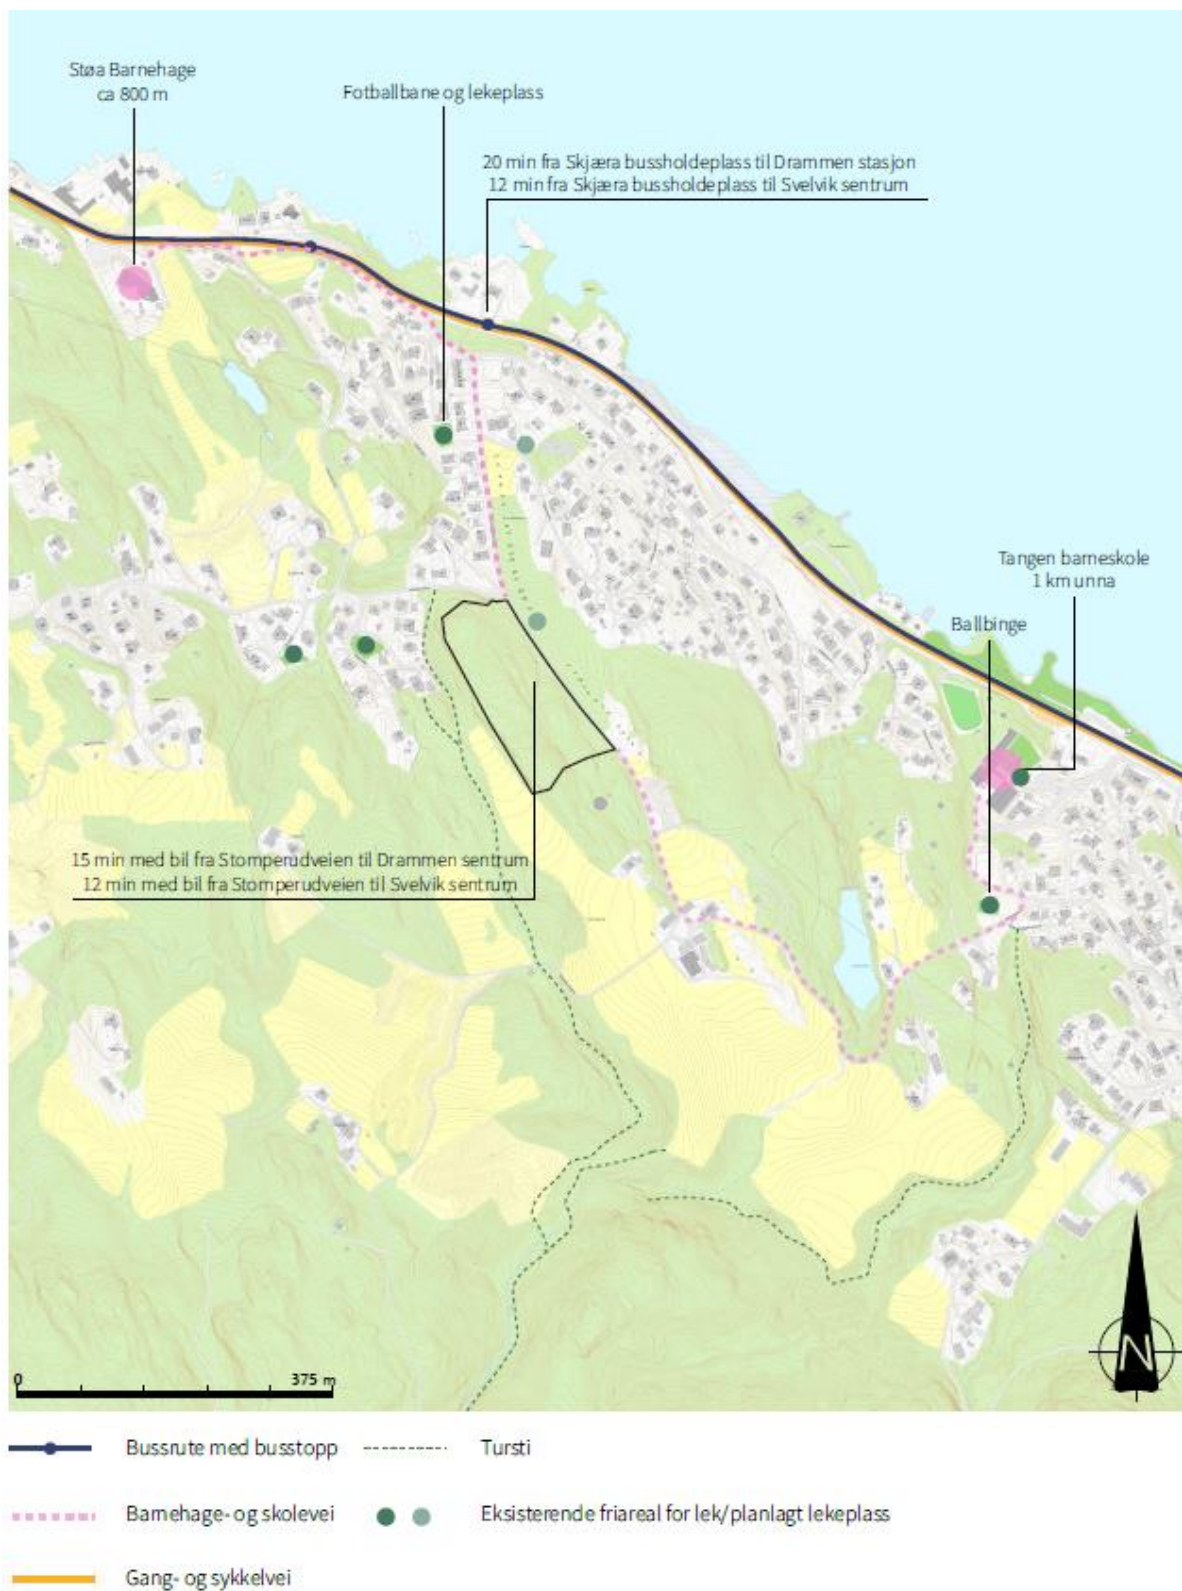 Støa Barnehage
ca 800 m
Fotballbane og lekeplass
20 min fra Skjæra bussholdeplass til Drammen stasjon
12 min fra Skjæra bussholdeplass til Svelvik sentrum
Tangen barneskole
1 km unna
Ballbinge
15 min med bil fra Stomperudveien til Drammen sentrum
12 min med bil fra Stomperudveien til Svelvik sentrum
0 375 m
N
Bussrute med busstopp
Tursti
Barnehage- og skolevei
Eksisterende friareal for lek/planlagt lekeplass
Gang- og sykkelvei